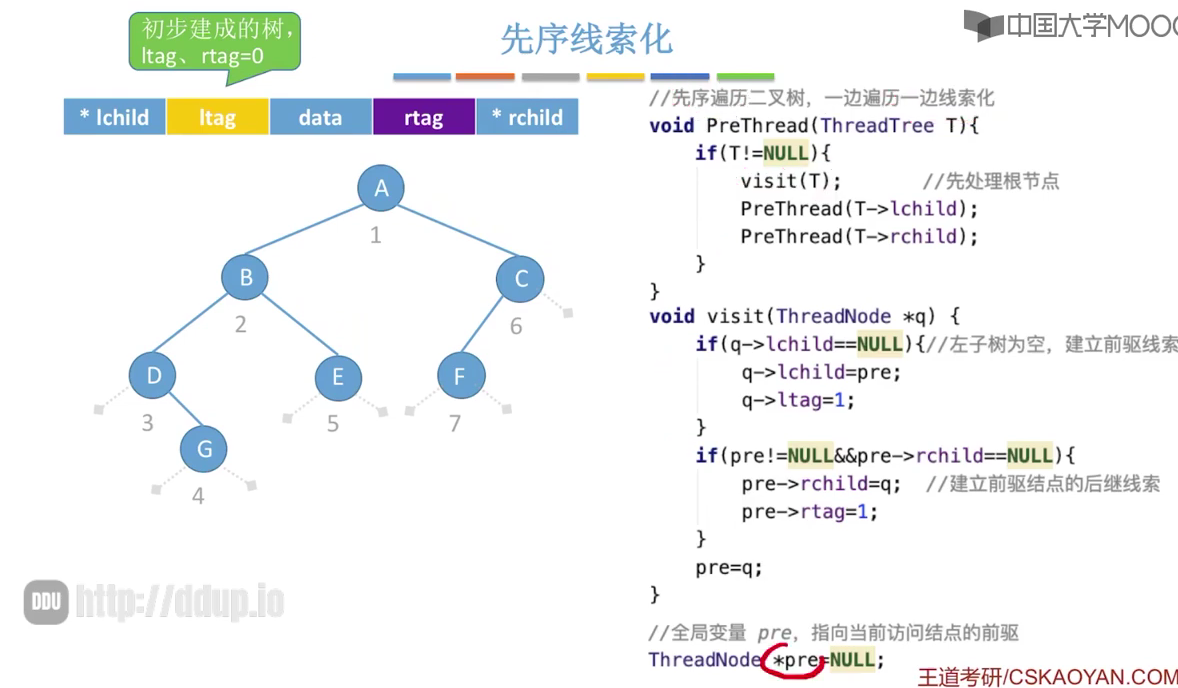 初步建成的树，
ltag、rtag=0
先序线索化
中国大学MOOC
* lchild ltag data rtag * rchild
A
1
B
C
2
6
D
E
F
3
5
7
G
4
//先序遍历二叉树，一边遍历一边线索化
void PreThread(ThreadTree T){
if(T!=NULL){
visit(T); //先处理根节点
PreThread(T->lchild);
PreThread(T->rchild);
}
}
void visit(ThreadNode *q) {
if(q->lchild==NULL){//左子树为空，建立前驱线索
q->lchild=pre;
q->ltag=1;
}
if(pre!=NULL&&pre->rchild==NULL){
pre->rchild=q; //建立前驱结点的后继线索
pre->rtag=1;
}
pre=q;
}
//全局变量 pre，指向当前访问结点的前驱
ThreadNode *pre=NULL;
DDU http://ddup.io
王道考研/CSKAOYAN.COM